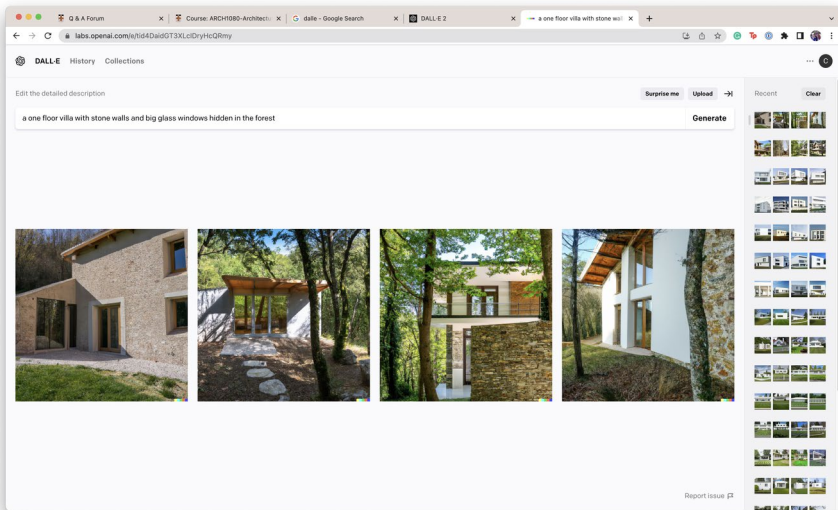 Q & A Forum
Course: ARCH1080-Architectu
dalle - Google Search
DALL·E 2
a one floor villa with stone wal
labs.openai.com/e/tid4DaidGT3XLcIDryHcQRmy
DALL·E History Collections
C
Edit the detailed description
Surprise me
Upload
Recent
Clear
a one floor villa with stone walls and big glass windows hidden in the forest
Generate
Report issue